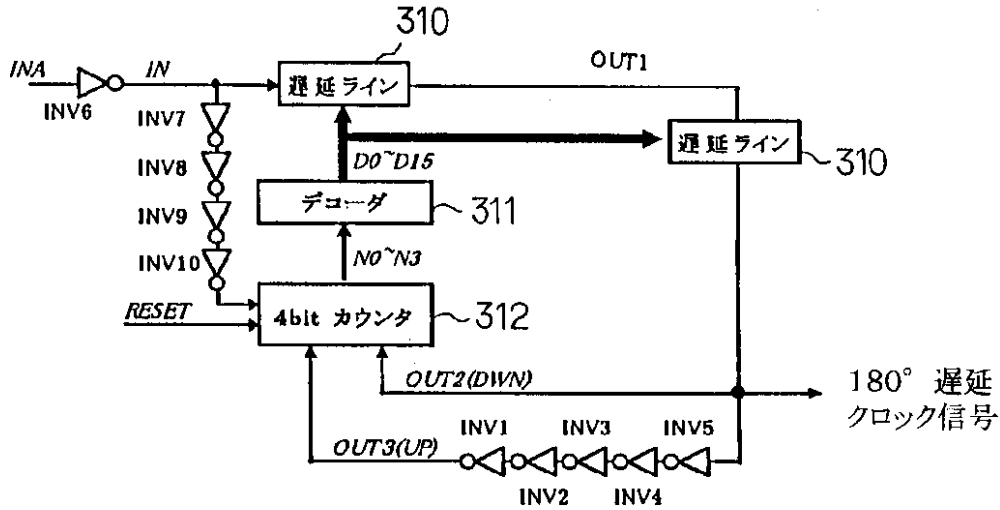 310
INA
IN
OUT1
INV6
遅延ライン
INV7
遅延ライン
310
INV8
D0~D15
デコーダ
311
INV9
N0~N3
INV10
RESET
4bit カウンタ
312
OUT2(DWN)
180° 遅延
クロック信号
OUT3(UP)
INV1
INV3
INV5
INV2
INV4